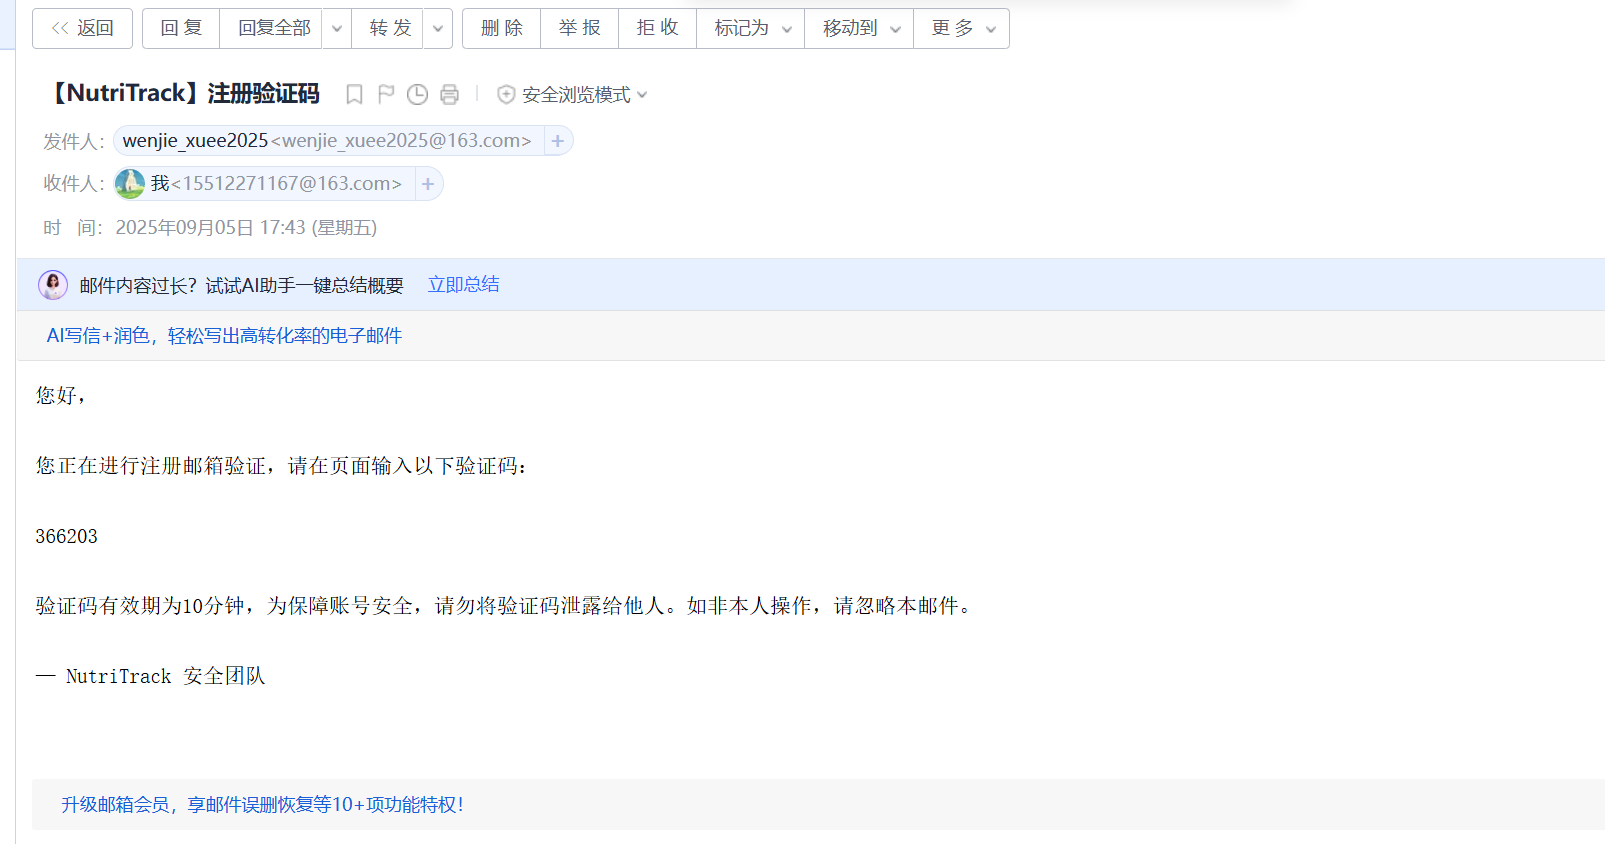 << 返回 回 复 回复全部 转 发 删 除 举 报 拒 收 标记为 移动到 更 多
【NutriTrack】注册验证码 安全浏览模式
发件人： wenjie_xuee2025<wenjie_xuee2025@163.com> +
收件人： 我<15512271167@163.com> +
时 间： 2025年09月05日 17:43 (星期五)
邮件内容过长？试试AI助手一键总结概要 立即总结
AI写信+润色，轻松写出高转化率的电子邮件
您好，
您正在进行注册邮箱验证，请在页面输入以下验证码：
366203
验证码有效期为10分钟，为保障账号安全，请勿将验证码泄露给他人。如非本人操作，请忽略本邮件。
— NutriTrack 安全团队
升级邮箱会员，享邮件误删恢复等10+项功能特权！